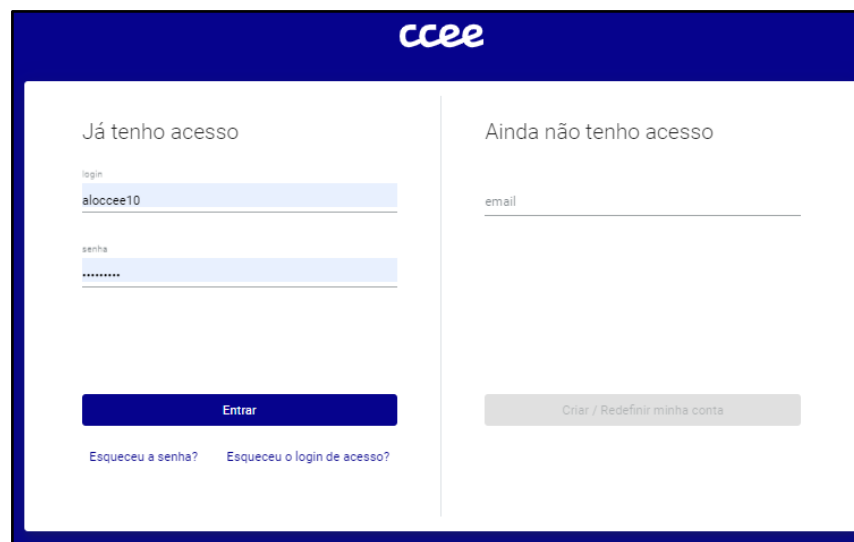 ccee
Já tenho acesso
login
aloccee10
senha
•••••••••
Entrar
Esqueceu a senha? Esqueceu o login de acesso?
Ainda não tenho acesso
email
Criar / Redefinir minha conta